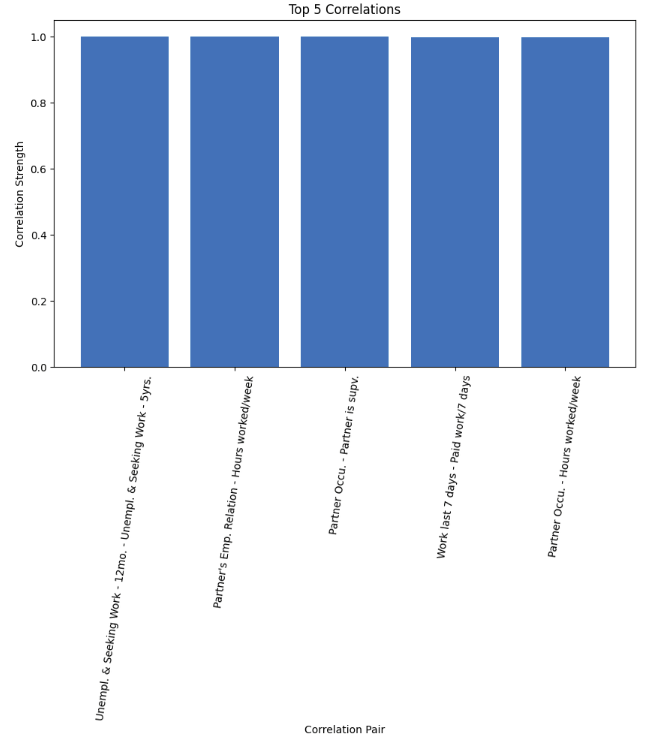 Top 5 Correlations
Correlation Strength
1.0
0.8
0.6
0.4
0.2
0.0
Unempl. & Seeking Work - 12mo. - Unempl. & Seeking Work - 5yrs.
Partner's Emp. Relation - Hours worked/week
Partner Occu. - Partner is supv.
Work last 7 days - Paid work/7 days
Partner Occu. - Hours worked/week
Correlation Pair